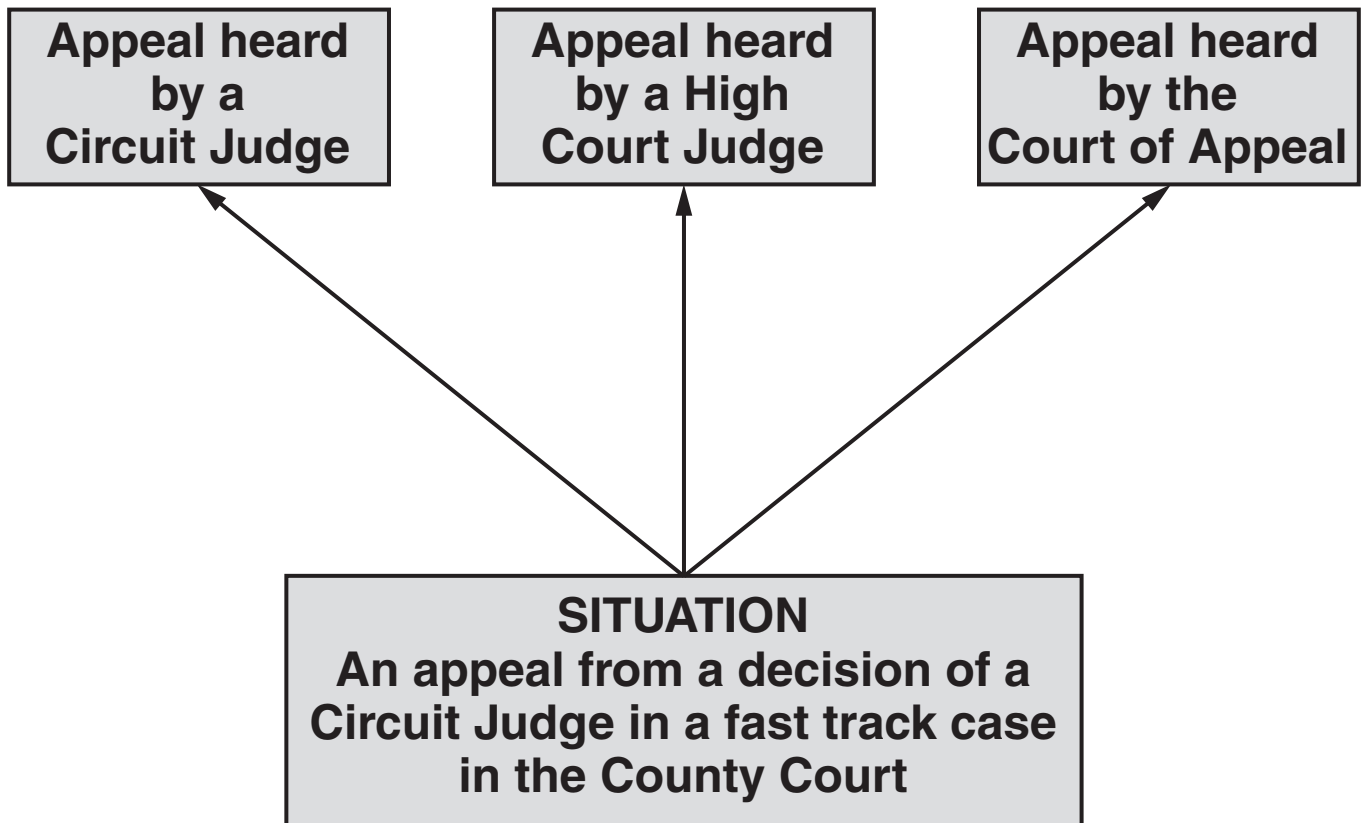 Appeal heard
by a
Circuit Judge
Appeal heard
by a High
Court Judge
Appeal heard
by the
Court of Appeal
SITUATION
An appeal from a decision of a
Circuit Judge in a fast track case
in the County Court